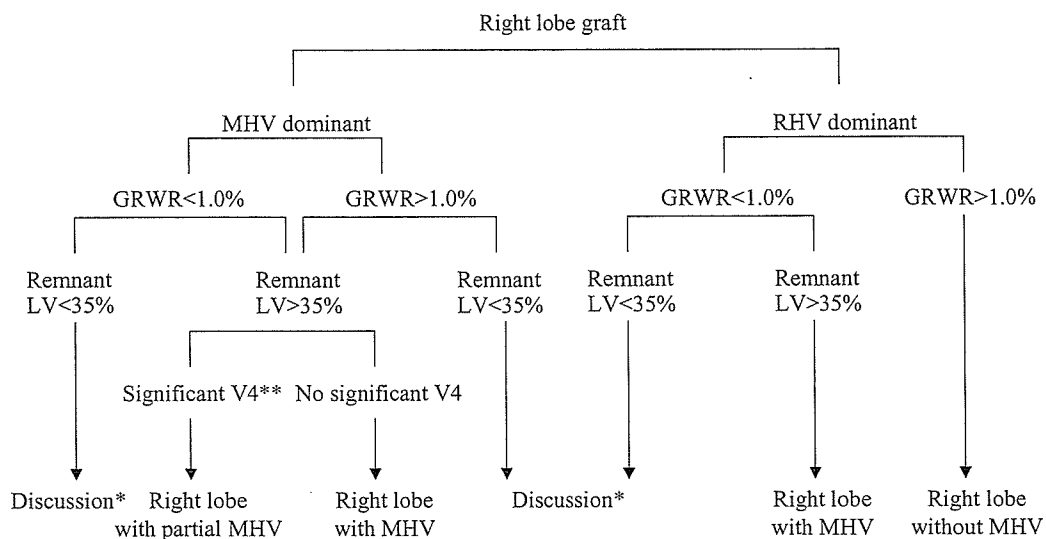 Right lobe graft
MHV dominant
RHV dominant
GRWR<1.0%
GRWR>1.0%
GRWR<1.0%
GRWR>1.0%
Remnant
LV<35%
Remnant
LV>35%
Remnant
LV<35%
Remnant
LV<35%
Remnant
LV>35%
Significant V4**
No significant V4
Discussion*
Right lobe
with partial MHV
Right lobe
with MHV
Discussion*
Right lobe
with MHV
Right lobe
without MHV